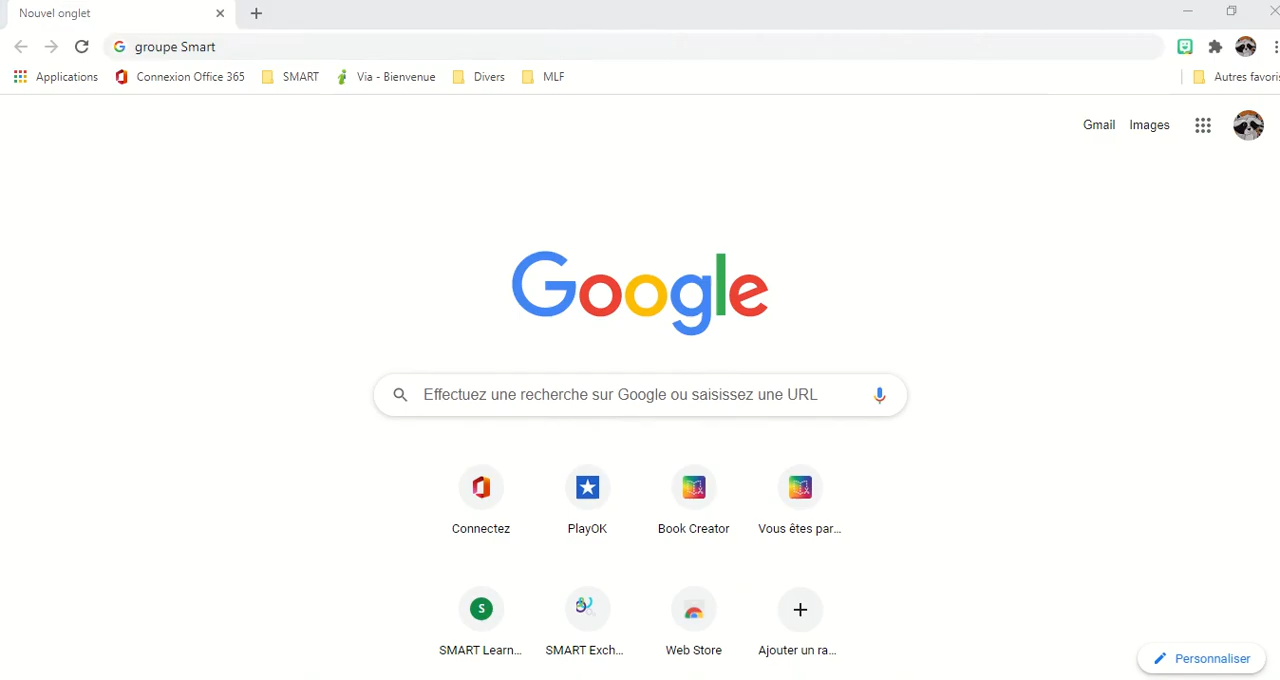 Nouvel onglet
groupe Smart
Applications Connexion Office 365 SMART Via - Bienvenue Divers MLF Autres favoris
Gmail Images
Google
Effectuez une recherche sur Google ou saisissez une URL
Connectez PlayOK Book Creator Vous êtes par...
S
SMART Learn... SMART Exch... Web Store Ajouter un ra...
Personnaliser